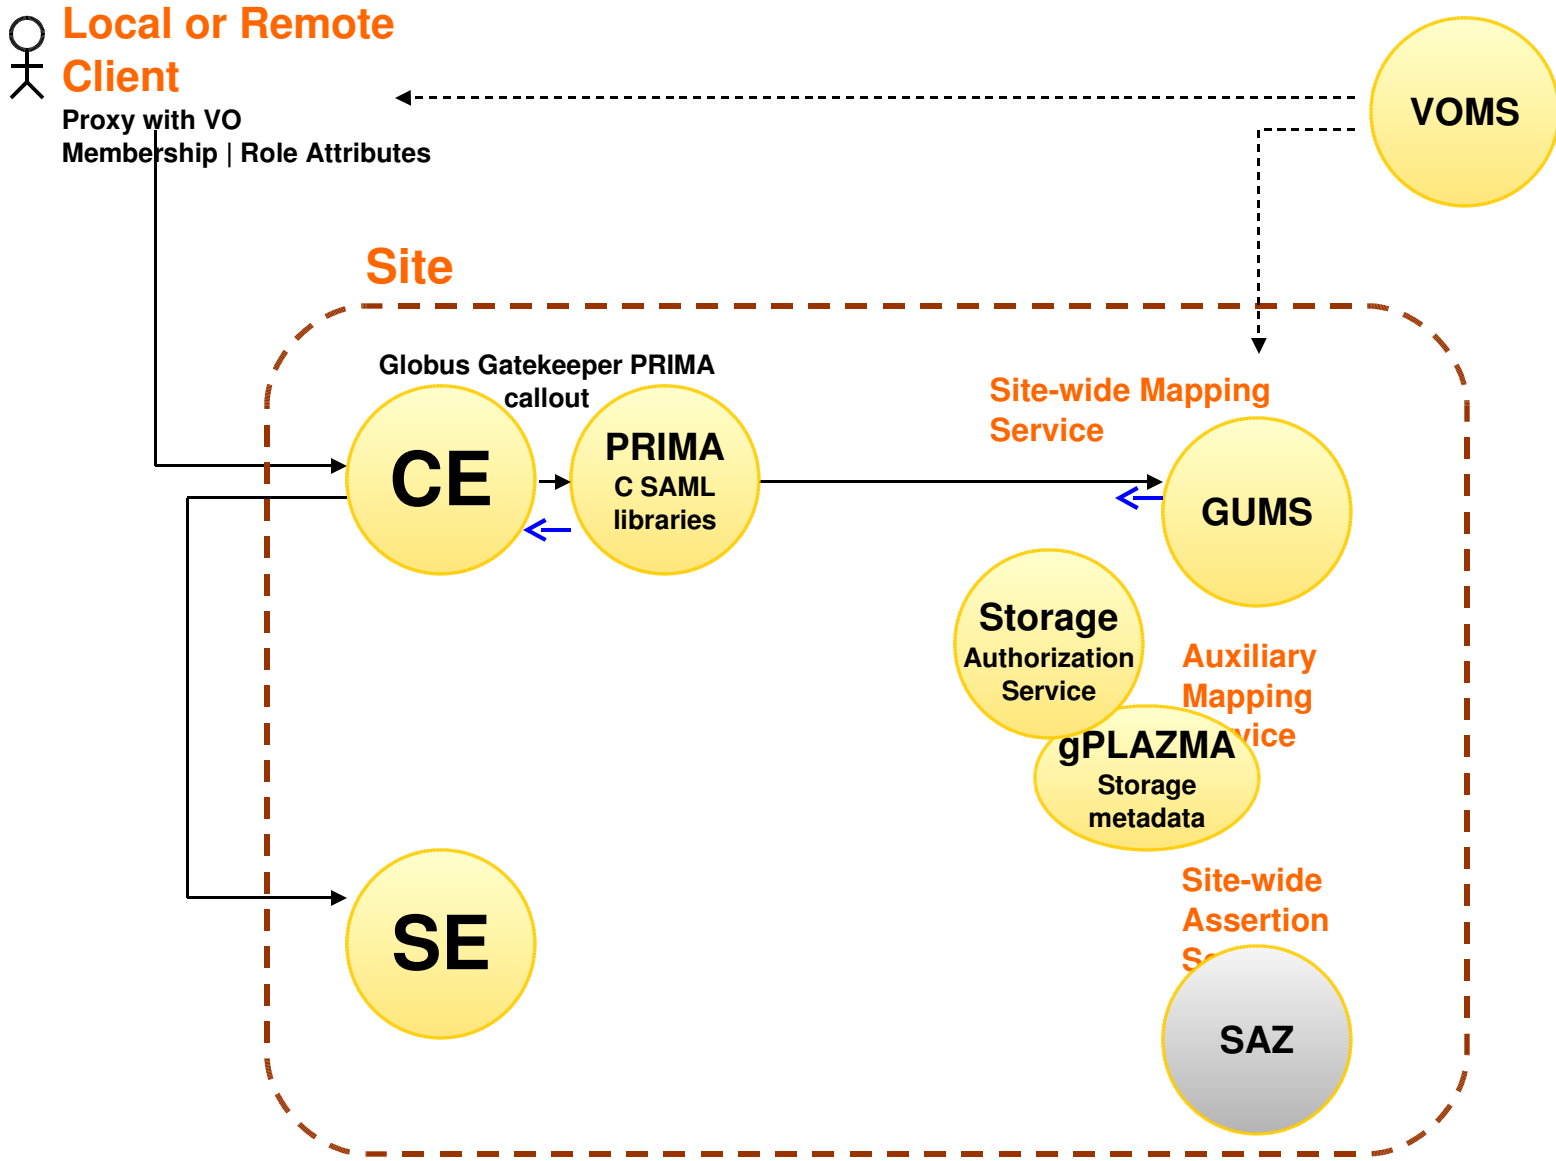 Local or Remote
Client
Proxy with VO
Membership | Role Attributes
VOMS
Site
Globus Gatekeeper PRIMA
callout
CE
PRIMA
C SAML
libraries
Site-wide Mapping
Service
GUMS
Storage
Authorization
Service
Auxiliary
Mapping
gPLAZMA
Storage
metadata
SE
Site-wide
Assertion
SAZ